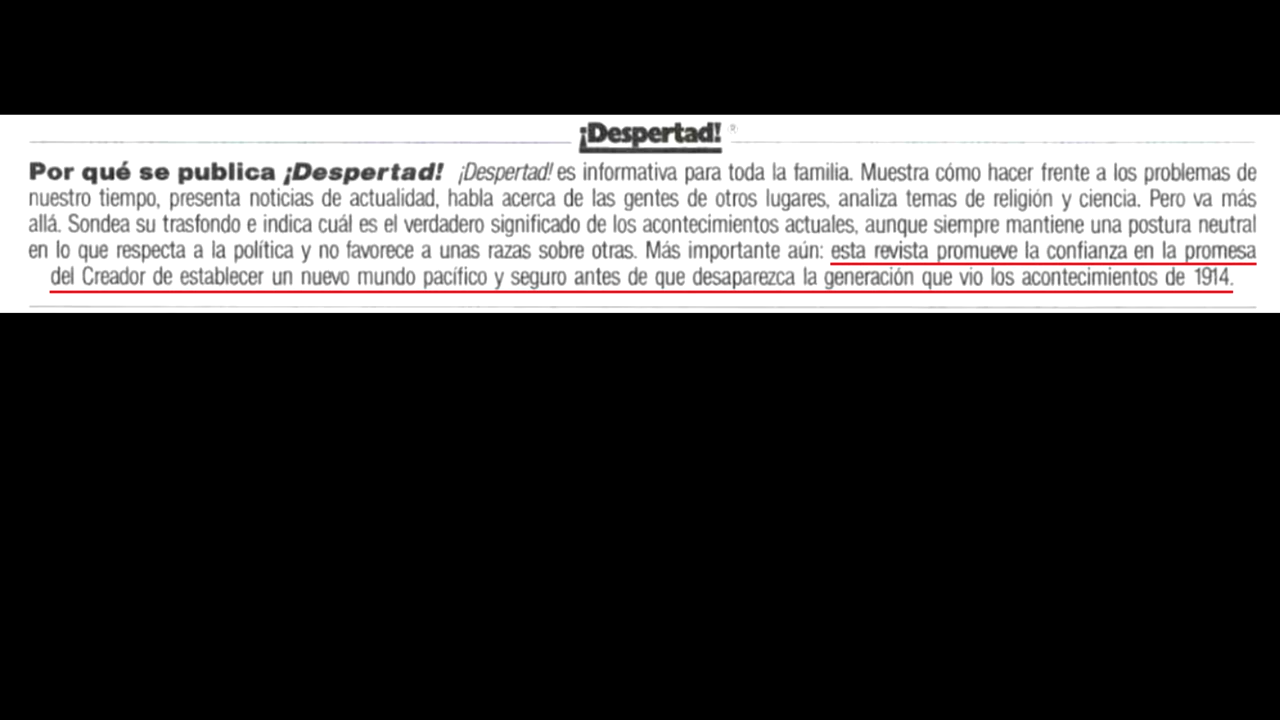 ¡Despertad! ®
Por qué se publica ¡Despertad! ¡Despertad! es informativa para toda la familia. Muestra cómo hacer frente a los problemas de
nuestro tiempo, presenta noticias de actualidad, habla acerca de las gentes de otros lugares, analiza temas de religión y ciencia. Pero va más
allá. Sondea su trasfondo e indica cuál es el verdadero significado de los acontecimientos actuales, aunque siempre mantiene una postura neutral
en lo que respecta a la política y no favorece a unas razas sobre otras. Más importante aún: esta revista promueve la confianza en la promesa
del Creador de establecer un nuevo mundo pacífico y seguro antes de que desaparezca la generación que vio los acontecimientos de 1914.